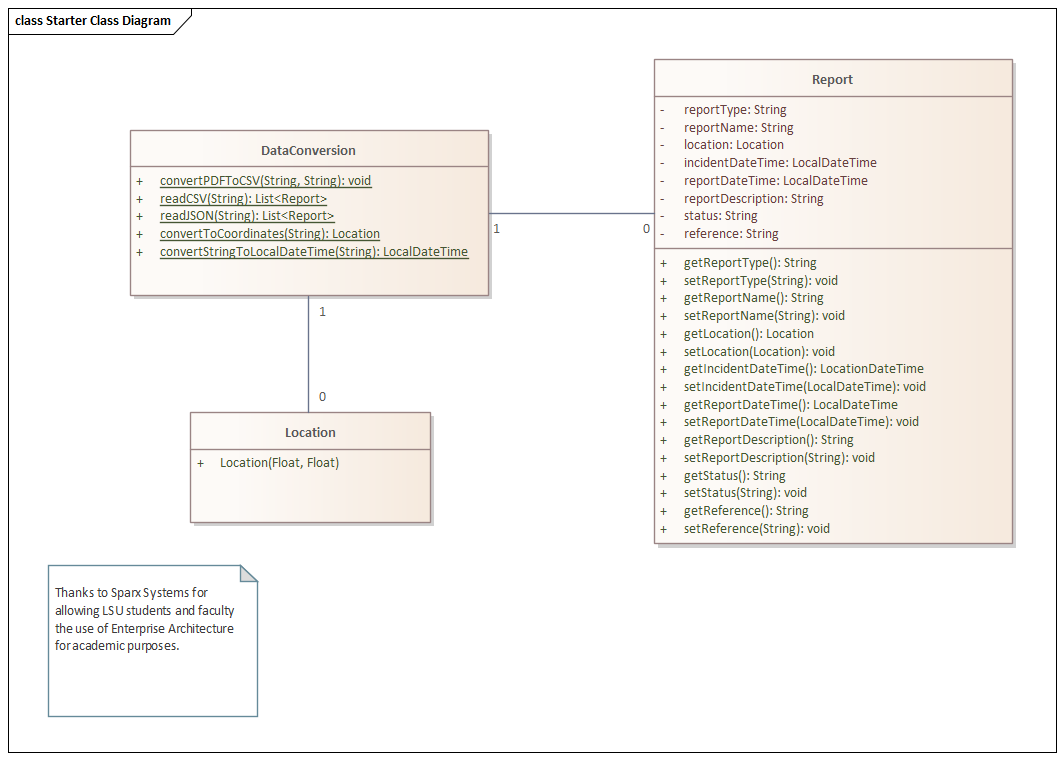 class Starter Class Diagram
DataConversion
+ convertPDFToCSV(String, String): void
+ readCSV(String): List<Report>
+ readJSON(String): List<Report>
+ convertToCoordinates(String): Location
+ convertStringToLocalDateTime(String): LocalDateTime
1
0
1
0
Report
- reportType: String
- reportName: String
- location: Location
- incidentDateTime: LocalDateTime
- reportDateTime: LocalDateTime
- reportDescription: String
- status: String
- reference: String
+ getReportType(): String
+ setReportType(String): void
+ getReportName(): String
+ setReportName(String): void
+ getLocation(): Location
+ setLocation(Location): void
+ getIncidentDateTime(): LocationDateTime
+ setIncidentDateTime(LocalDateTime): void
+ getReportDateTime(): LocalDateTime
+ setReportDateTime(LocalDateTime): void
+ getReportDescription(): String
+ setReportDescription(String): void
+ getStatus(): String
+ setStatus(String): void
+ getReference(): String
+ setReference(String): void
Location
+ Location(Float, Float)
Thanks to Sparx Systems for
allowing LSU students and faculty
the use of Enterprise Architecture
for academic purposes.